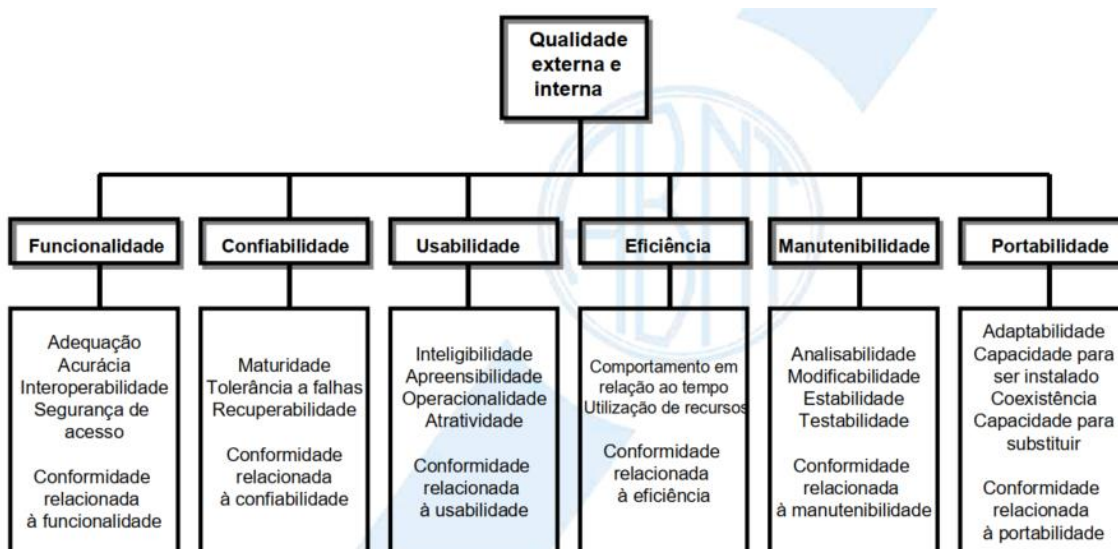 Qualidade
externa e
interna
Funcionalidade
Confiabilidade
Usabilidade
Eficiência
Manutenibilidade
Portabilidade
Adequação
Acurácia
Interoperabilidade
Segurança de
acesso
Conformidade
relacionada
à funcionalidade
Maturidade
Tolerância a falhas
Recuperabilidade
Conformidade
relacionada
à confiabilidade
Inteligibilidade
Apreensibilidade
Operacionalidade
Atratividade
Conformidade
relacionada
à usabilidade
Comportamento em
relação ao tempo
Utilização de recursos
Conformidade
relacionada
à eficiência
Analisabilidade
Modificabilidade
Estabilidade
Testabilidade
Conformidade
relacionada
à manutenibilidade
Adaptabilidade
Capacidade para
ser instalado
Coexistência
Capacidade para
substituir
Conformidade
relacionada
à portabilidade
ABNT